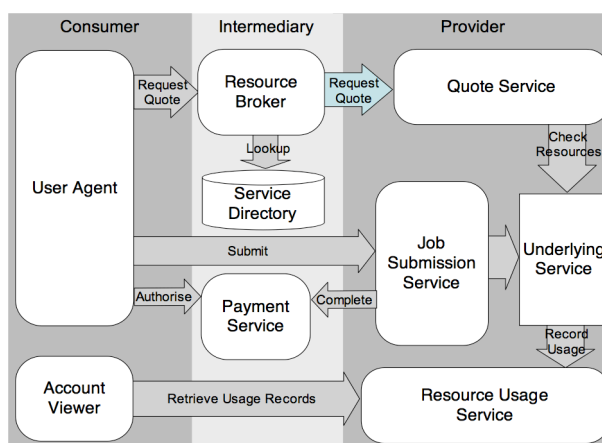 Consumer
Intermediary
Provider
User Agent
Request
Quote
Resource
Broker
Request
Quote
Quote Service
Lookup
Check
Resources
Service
Directory
Submit
Job
Submission
Service
Underlying
Service
Authorise
Payment
Service
Complete
Record
Usage
Account
Viewer
Retrieve Usage Records
Resource Usage
Service